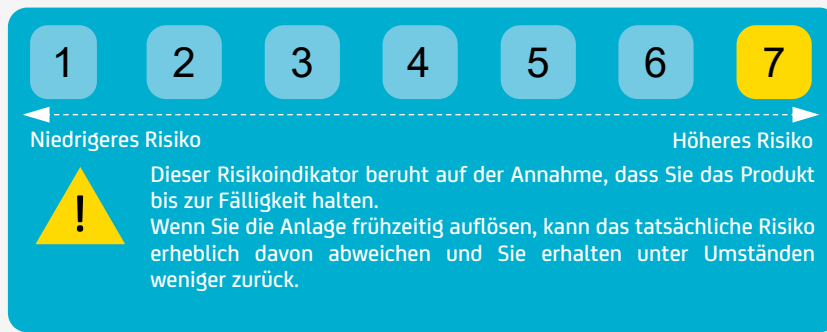 1 2 3 4 5 6 7
Niedrigeres Risiko Höheres Risiko
Dieser Risikoindikator beruht auf der Annahme, dass Sie das Produkt
bis zur Fälligkeit halten.
Wenn Sie die Anlage frühzeitig auflösen, kann das tatsächliche Risiko
erheblich davon abweichen und Sie erhalten unter Umständen
weniger zurück.
!